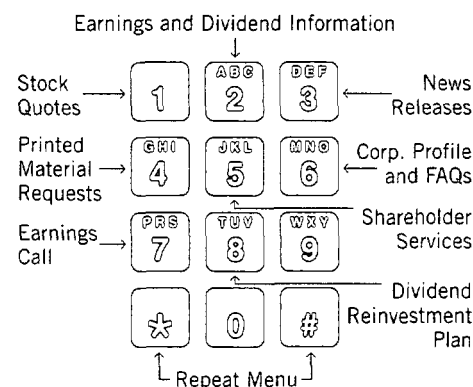 Earnings and Dividend Information
Stock
Quotes
1
ABC
2
DEF
3
News
Releases
Printed
Material
Requests
GHI
4
JKL
5
MNO
6
Corp. Profile
and FAQs
Shareholder
Services
Earnings
Call
PRS
7
TUV
8
WXY
9
Dividend
Reinvestment
Plan
*
0
#
Repeat Menu